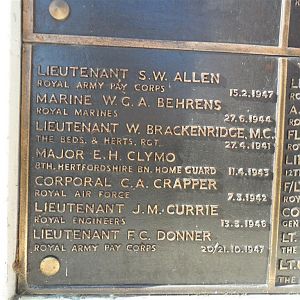 LIEUTENANT S.W. ALLEN
ROYAL ARMY PAY CORPS 15.2.1947
MARINE W.G.A. BEHRENS
ROYAL MARINES 27.6.1944
LIEUTENANT W. BRACKENRIDGE, M.C.
THE BEDS. & HERTS. RGT. 27.4.1941
MAJOR E.H. CLYMO
8TH. HERTFORDSHIRE BN. HOME GUARD 11.4.1943
CORPORAL C.A. CRAPPER
ROYAL AIR FORCE 7.3.1942
LIEUTENANT J.M. CURRIE
ROYAL ENGINEERS 13.8.1946
LIEUTENANT F.C. DONNER
ROYAL ARMY PAY CORPS 20/21.10.1947